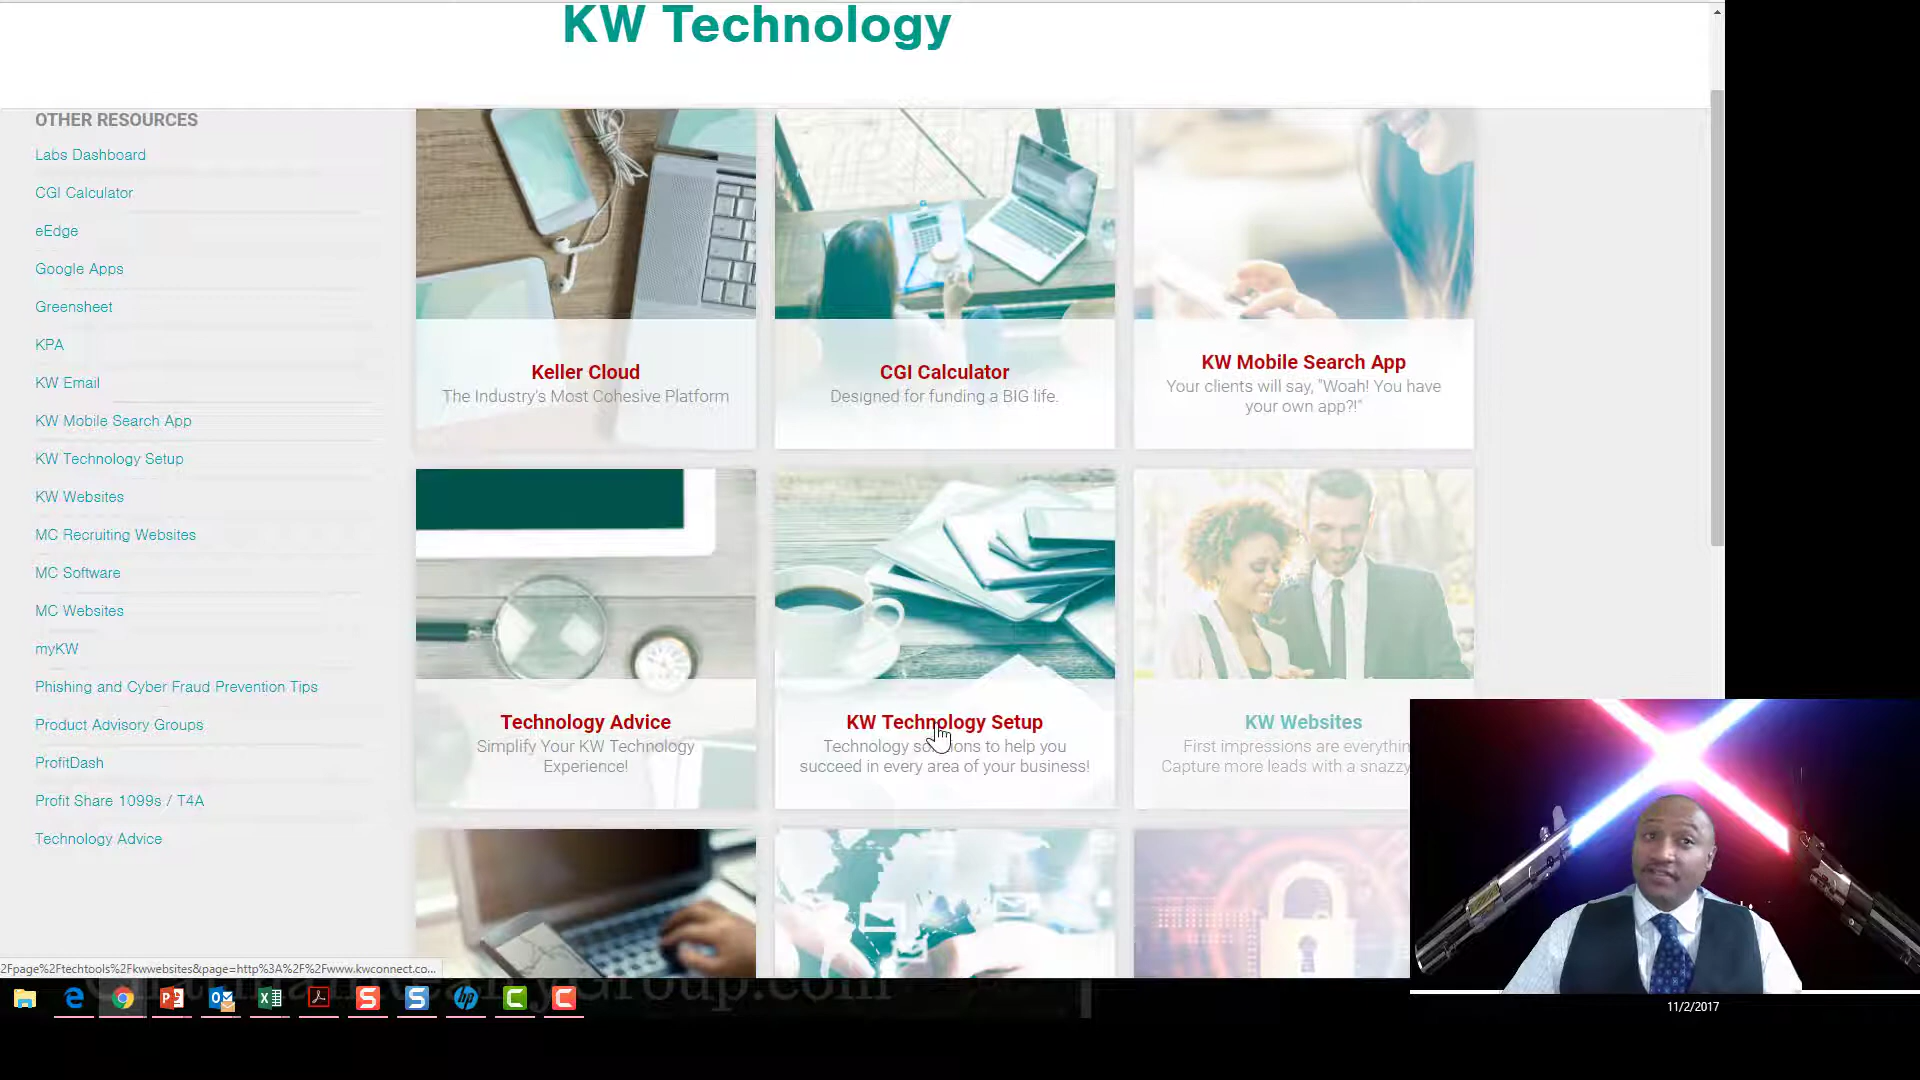 KW Technology
OTHER RESOURCES
Labs Dashboard
CGI Calculator
eEdge
Google Apps
Greensheet
KPA
KW Email
KW Mobile Search App
KW Technology Setup
KW Websites
MC Recruiting Websites
MC Software
MC Websites
myKW
Phishing and Cyber Fraud Prevention Tips
Product Advisory Groups
ProfitDash
Profit Share 1099s / T4A
Technology Advice
Keller Cloud
The Industry's Most Cohesive Platform
CGI Calculator
Designed for funding a BIG life.
KW Mobile Search App
Your clients will say, "Woah! You have
your own app?!"
Technology Advice
Simplify Your KW Technology
Experience!
KW Technology Setup
Technology to help you
succeed in every area of your business!
KW Websites
First impressions are everythin
Capture more leads with a snazzy
2Fpage%2Ftechtools%2Fkwwebsites&page=http%3A%2F%2Fwww.kwconnect.co...
Group.com
11/2/2017